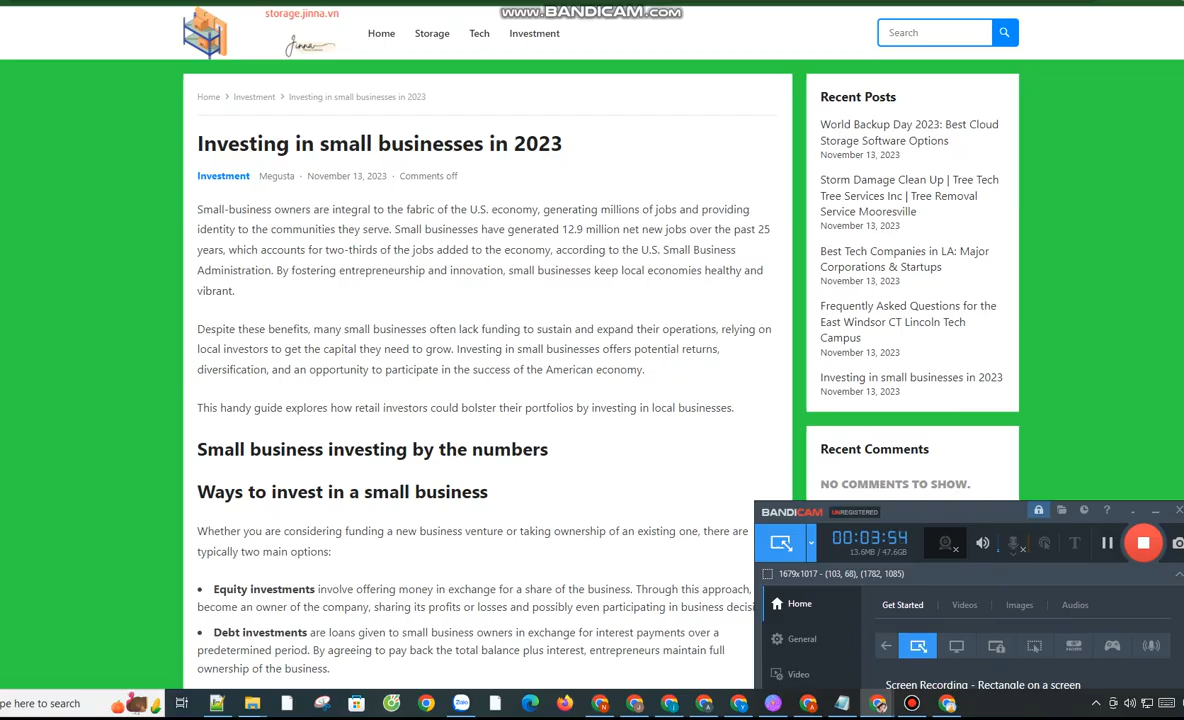 www.BANDICAM.com
storage.jinna.vn
Jinna
Home
Storage
Tech
Investment
Search
Home > Investment > Investing in small businesses in 2023
Investing in small businesses in 2023
Investment Megusta · November 13, 2023 · Comments off
Small-business owners are integral to the fabric of the U.S. economy, generating millions of jobs and providing
identity to the communities they serve. Small businesses have generated 12.9 million net new jobs over the past 25
years, which accounts for two-thirds of the jobs added to the economy, according to the U.S. Small Business
Administration. By fostering entrepreneurship and innovation, small businesses keep local economies healthy and
vibrant.
Despite these benefits, many small businesses often lack funding to sustain and expand their operations, relying on
local investors to get the capital they need to grow. Investing in small businesses offers potential returns,
diversification, and an opportunity to participate in the success of the American economy.
This handy guide explores how retail investors could bolster their portfolios by investing in local businesses.
Small business investing by the numbers
Ways to invest in a small business
Whether you are considering funding a new business venture or taking ownership of an existing one, there are
typically two main options:
• Equity investments involve offering money in exchange for a share of the business. Through this approach,
become an owner of the company, sharing its profits or losses and possibly even participating in business decisi
• Debt investments are loans given to small business owners in exchange for interest payments over a
predetermined period. By agreeing to pay back the total balance plus interest, entrepreneurs maintain full
ownership of the business.
Recent Posts
World Backup Day 2023: Best Cloud
Storage Software Options
November 13, 2023
Storm Damage Clean Up | Tree Tech
Tree Services Inc | Tree Removal
Service Mooresville
November 13, 2023
Best Tech Companies in LA: Major
Corporations & Startups
November 13, 2023
Frequently Asked Questions for the
East Windsor CT Lincoln Tech
Campus
November 13, 2023
Investing in small businesses in 2023
November 13, 2023
Recent Comments
NO COMMENTS TO SHOW.
BANDICAM UNREGISTERED
00:03:54
13.6MB / 47.6GB
1679x1017 - (103, 68), (1782, 1085)
Home
General
Video
Get Started
Videos
Images
Audios
Screen Recording - Rectangle on a screen
pe here to search
Zalo